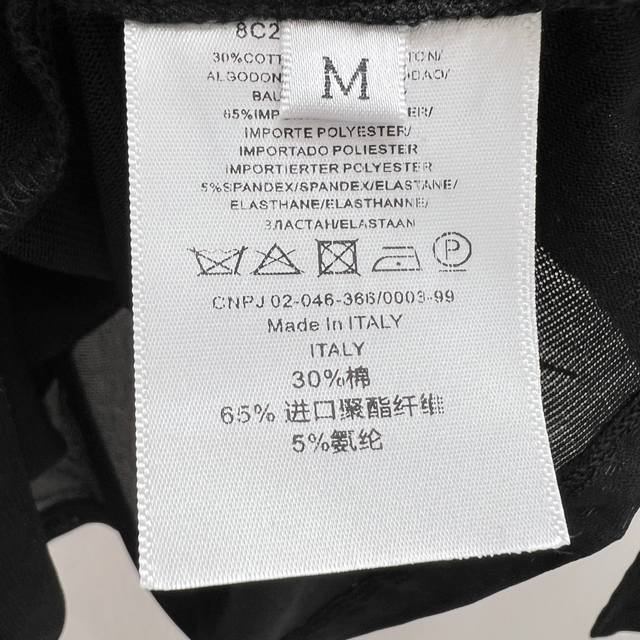 8C2
M
30%COTT TON/
ALGODON ODAO/
BAU
65%IMP ER/
IMPORTE POLYESTER/
IMPORTADO POLIESTER
IMPORTIERTER POLYESTER
5%SPANDEX/SPANDEX/ELASTANE/
ELASTHANE/ELASTHANNE/
ЗЛАСТАН/ELASTAAN
P
CNPJ 02-046-366/0003-99
Made In ITALY
ITALY
30%棉
65% 进口聚酯纤维
5%氨纶